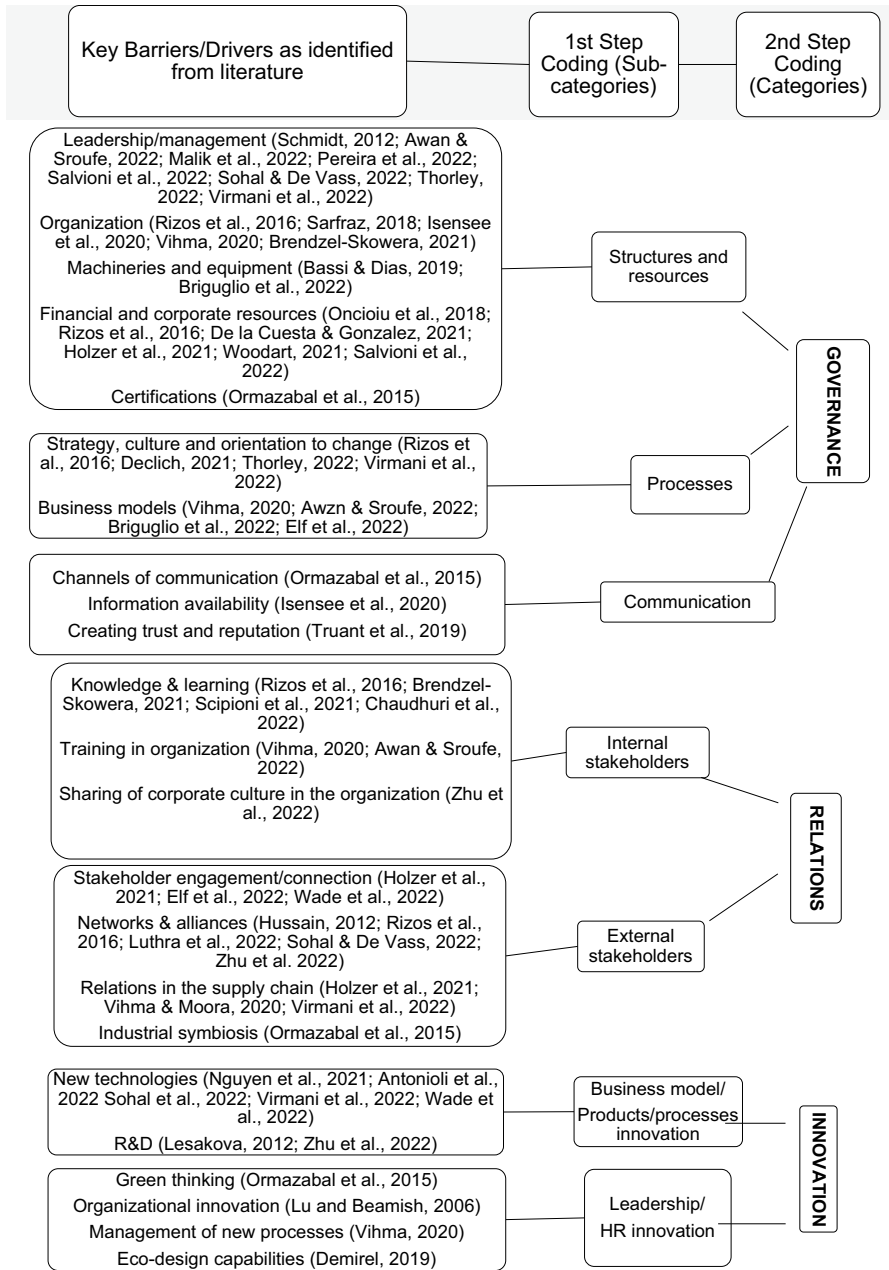 Key Barriers/Drivers as identified
from literature
1st Step
Coding (Sub-
categories)
2nd Step
Coding
(Categories)
Leadership/management (Schmidt, 2012; Awan &
Sroufe, 2022; Malik et al., 2022; Pereira et al., 2022;
Salvioni et al., 2022; Sohal & De Vass, 2022; Thorley,
2022; Virmani et al., 2022)
Organization (Rizos et al., 2016; Sarfraz, 2018; Isensee
et al., 2020; Vihma, 2020; Brendzel-Skowera, 2021)
Machineries and equipment (Bassi & Dias, 2019;
Briguglio et al., 2022)
Financial and corporate resources (Oncioiu et al., 2018;
Rizos et al., 2016; De la Cuesta & Gonzalez, 2021;
Holzer et al., 2021; Woodart, 2021; Salvioni et al.,
2022)
Certifications (Ormazabal et al., 2015)
Structures and
resources
GOVERNANCE
Strategy, culture and orientation to change (Rizos et
al., 2016; Declich, 2021; Thorley, 2022; Virmani et al.,
2022)
Business models (Vihma, 2020; Awzn & Sroufe, 2022;
Briguglio et al., 2022; Elf et al., 2022)
Processes
Channels of communication (Ormazabal et al., 2015)
Information availability (Isensee et al., 2020)
Creating trust and reputation (Truant et al., 2019)
Communication
Knowledge & learning (Rizos et al., 2016; Brendzel-
Skowera, 2021; Scipioni et al., 2021; Chaudhuri et al.,
2022)
Training in organization (Vihma, 2020; Awan & Sroufe,
2022)
Sharing of corporate culture in the organization (Zhu et
al., 2022)
Internal
stakeholders
RELATIONS
Stakeholder engagement/connection (Holzer et al.,
2021; Elf et al., 2022; Wade et al., 2022)
Networks & alliances (Hussain, 2012; Rizos et al.,
2016; Luthra et al., 2022; Sohal & De Vass, 2022;
Zhu et al. 2022)
Relations in the supply chain (Holzer et al., 2021;
Vihma & Moora, 2020; Virmani et al., 2022)
Industrial symbiosis (Ormazabal et al., 2015)
External
stakeholders
New technologies (Nguyen et al., 2021; Antonioli et al.,
2022 Sohal et al., 2022; Virmani et al., 2022; Wade et
al., 2022)
R&D (Lesakova, 2012; Zhu et al., 2022)
Business model/
Products/processes
innovation
INNOVATION
Green thinking (Ormazabal et al., 2015)
Organizational innovation (Lu and Beamish, 2006)
Management of new processes (Vihma, 2020)
Eco-design capabilities (Demirel, 2019)
Leadership/
HR innovation